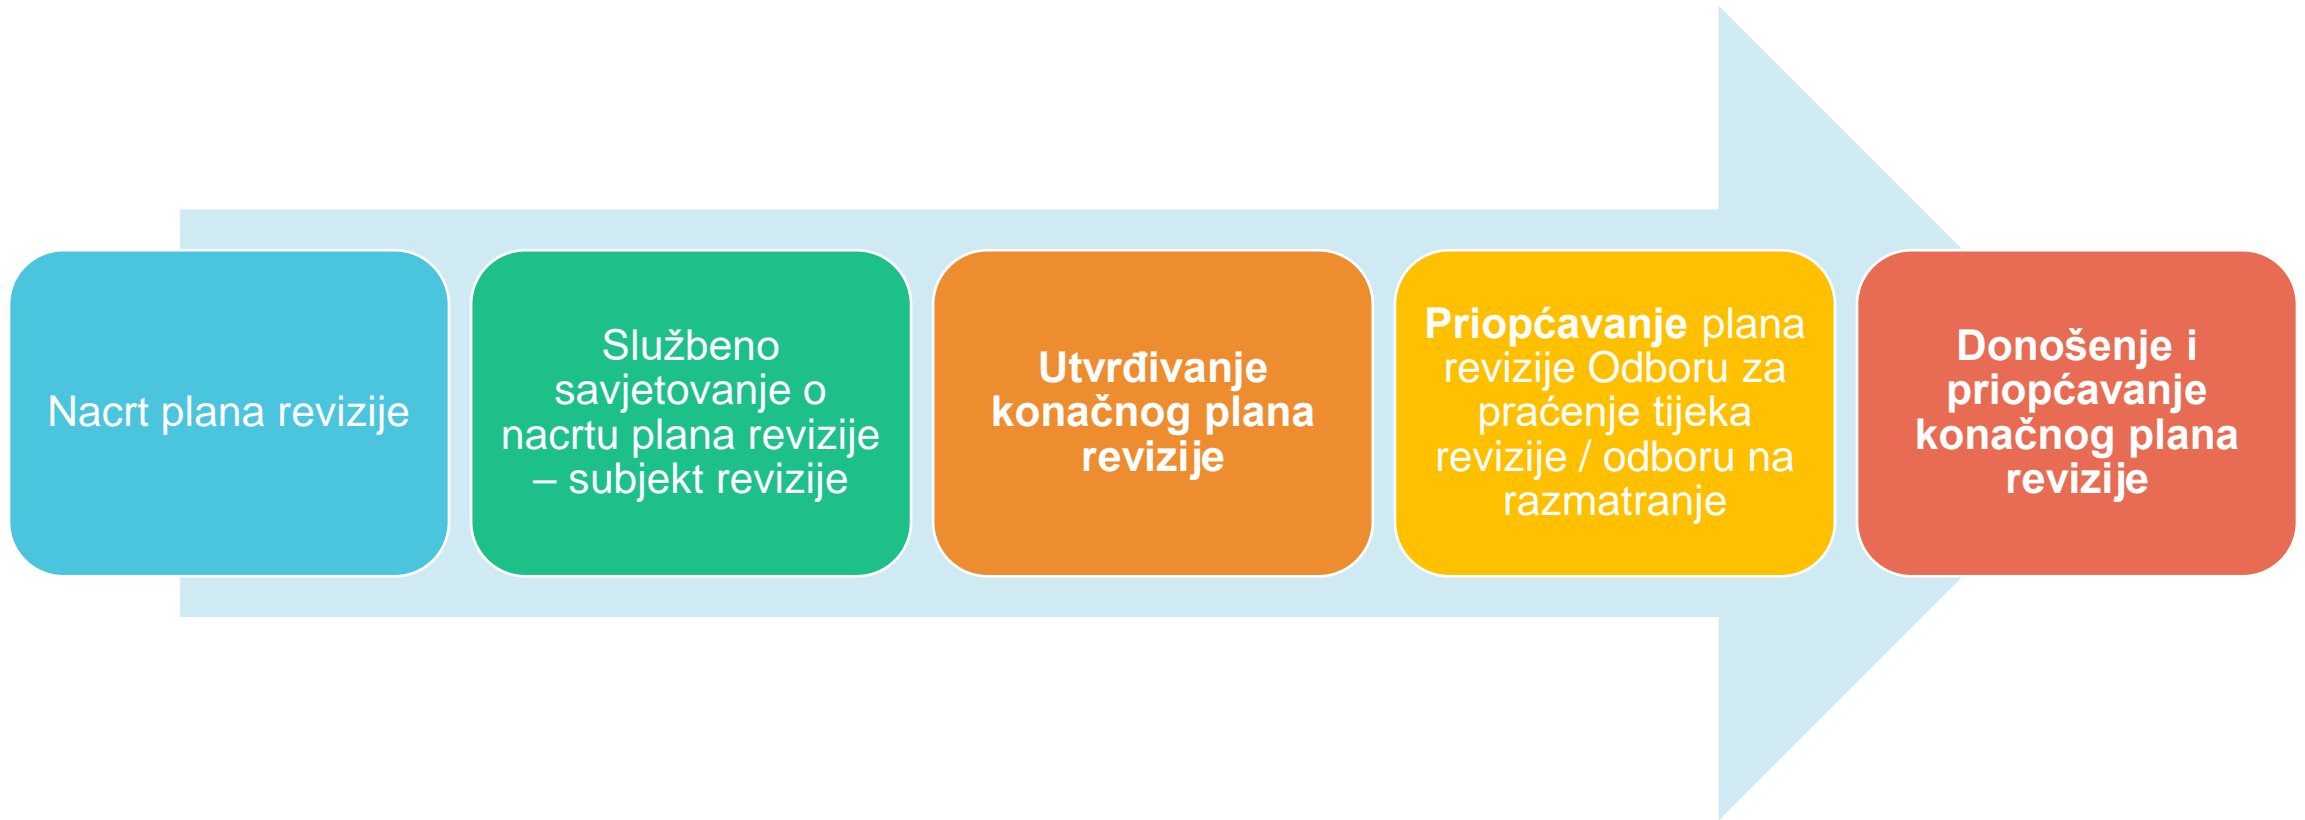 Nacrt plana revizije
Službeno
savjetovanje o
nacrtu plana revizije
– subjekt revizije
Utvrđivanje
konačnog plana
revizije
Priopćavanje plana
revizije Odboru za
praćenje tijeka
revizije / odboru na
razmatranje
Donošenje i
priopćavanje
konačnog plana
revizije